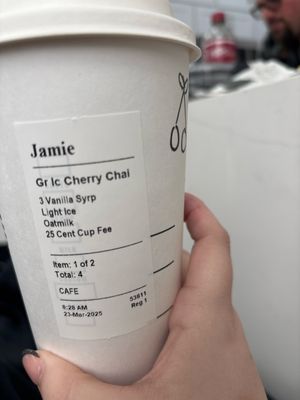 Jamie
Gr Ic Cherry Chai
3 Vanilla Syrp
Light Ice
Oatmilk
25 Cent Cup Fee
Item: 1 of 2
Total: 4
CAFE
53811
8:28 AM
Reg 1
23-Mar-2025